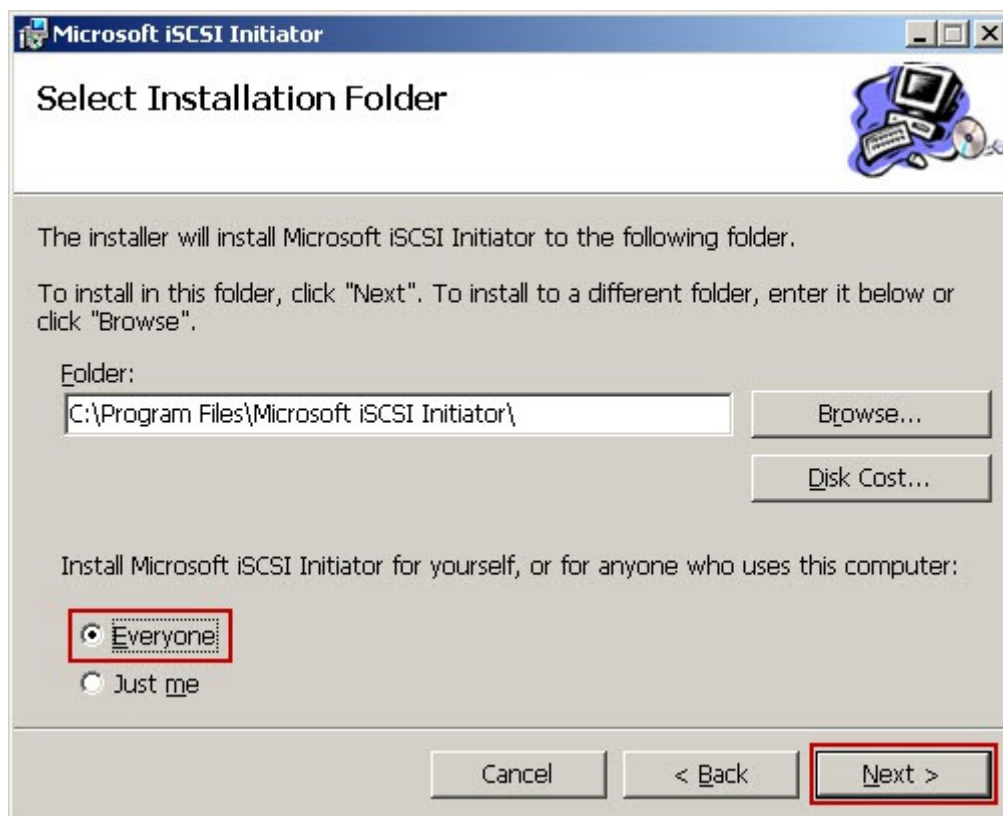 Microsoft iSCSI Initiator
Select Installation Folder
The installer will install Microsoft iSCSI Initiator to the following folder.
To install in this folder, click "Next". To install to a different folder, enter it below or
click "Browse".
Folder:
C:\Program Files\Microsoft iSCSI Initiator\
Browse...
Disk Cost...
Install Microsoft iSCSI Initiator for yourself, or for anyone who uses this computer:
Everyone
Just me
Cancel
< Back
Next >